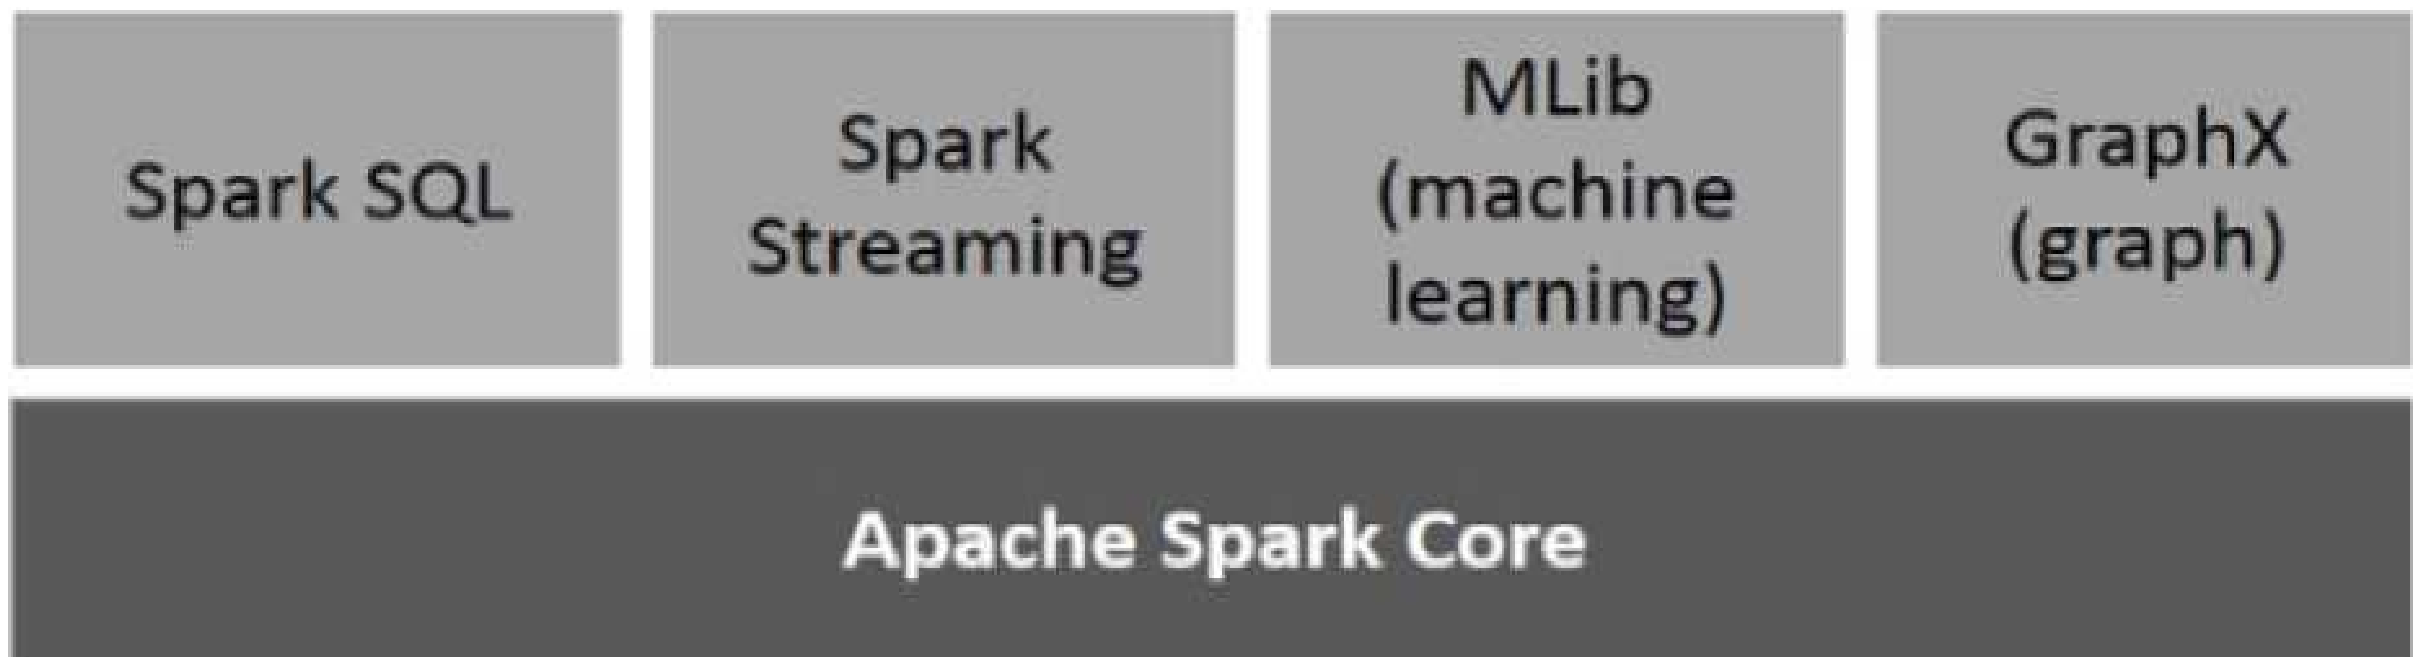 Spark SQL
Spark
Streaming
MLib
(machine
learning)
GraphX
(graph)
Apache Spark Core